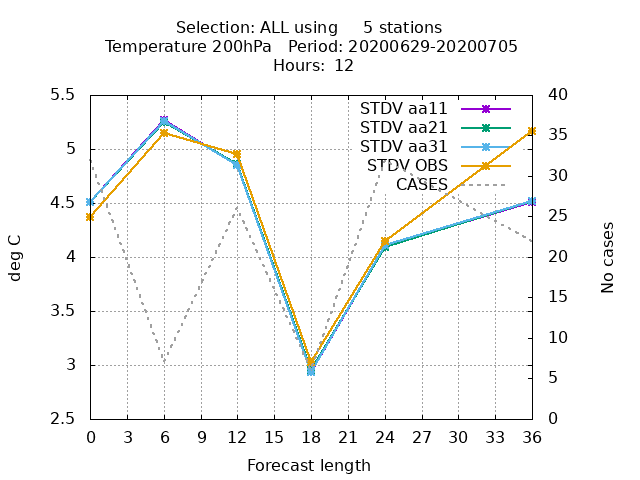 Selection: ALL using     5 stations
Temperature 200hPa   Period: 20200629-20200705
Hours:  12
STDV aa11
STDV aa21
STDV aa31
STDV OBS
CASES
deg C
5.5
5
4.5
4
3.5
3
2.5
40
35
30
25
20
15
10
5
0
No cases
0 3 6 9 12 15 18 21 24 27 30 33 36
Forecast length